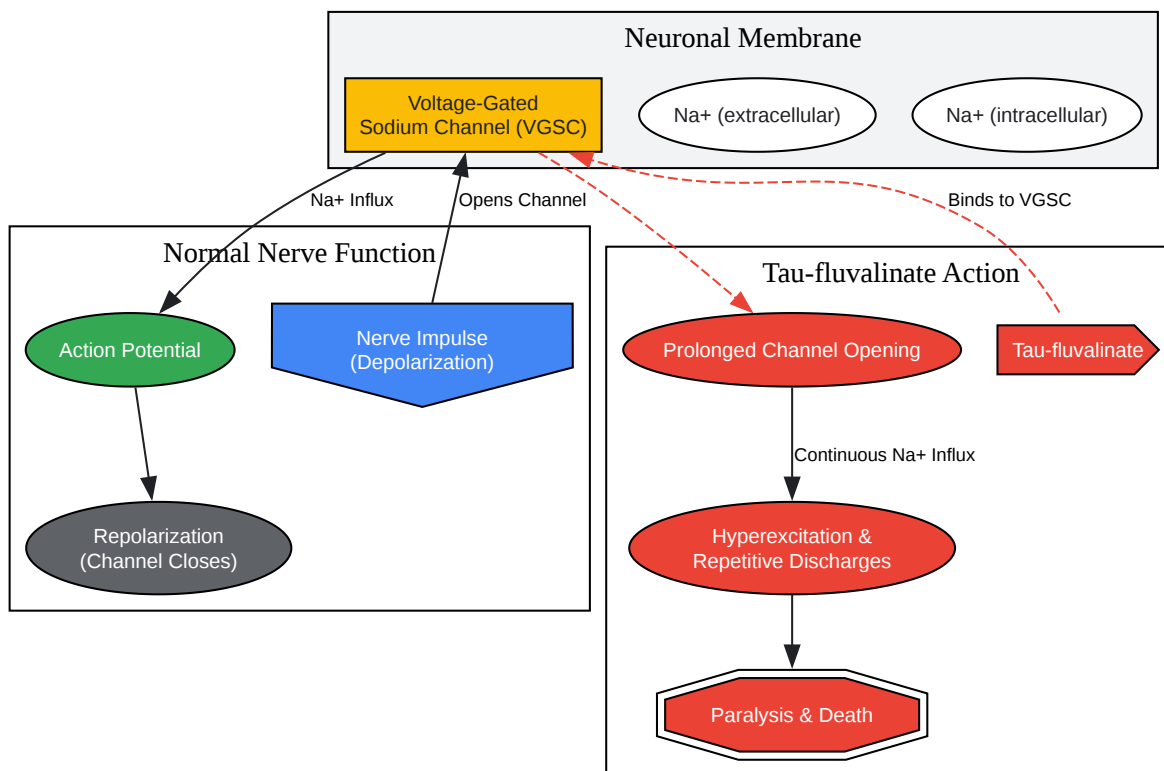 Neuronal Membrane
Voltage-Gated
Sodium Channel (VGSC)
Na+ (extracellular)
Na+ (intracellular)
Na+ Influx
Opens Channel
Binds to VGSC
Normal Nerve Function
Action Potential
Nerve Impulse
(Depolarization)
Repolarization
(Channel Closes)
Tau-fluvalinate Action
Prolonged Channel Opening
Tau-fluvalinate
Continuous Na+ Influx
Hyperexcitation &
Repetitive Discharges
Paralysis & Death